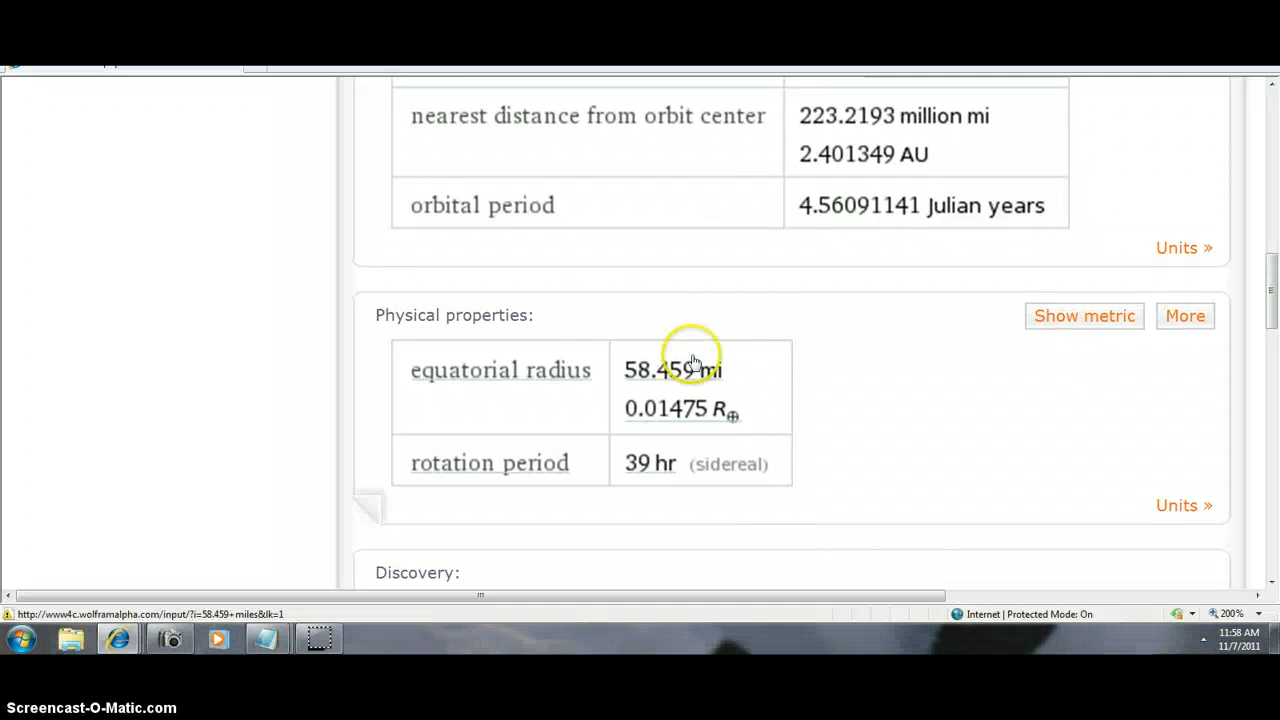 nearest distance from orbit center 223.2193 million mi
2.401349 AU
orbital period 4.56091141 Julian years
Units »
Physical properties: Show metric More
equatorial radius 58.459 mi
0.01475 R⊕
rotation period 39 hr (sidereal)
Units »
Discovery:
http://www4c.wolframalpha.com/input/?i=58.459+miles&lk=1 Internet | Protected Mode: On 200%
11:58 AM
11/7/2011
Screencast-O-Matic.com